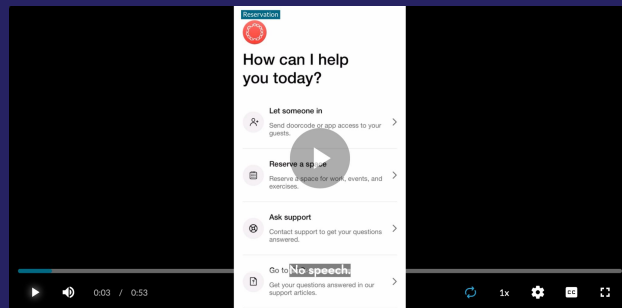 Reservation
How can I help
you today?
Let someone in
Send doorcode or app access to your
guests.
Reserve a space
Reserve a space for work, events, and
exercises.
Ask support
Contact support to get your questions
answered.
Go to
No speech.
Get your questions answered in our
support articles.
0:03 / 0:53
1x
CC